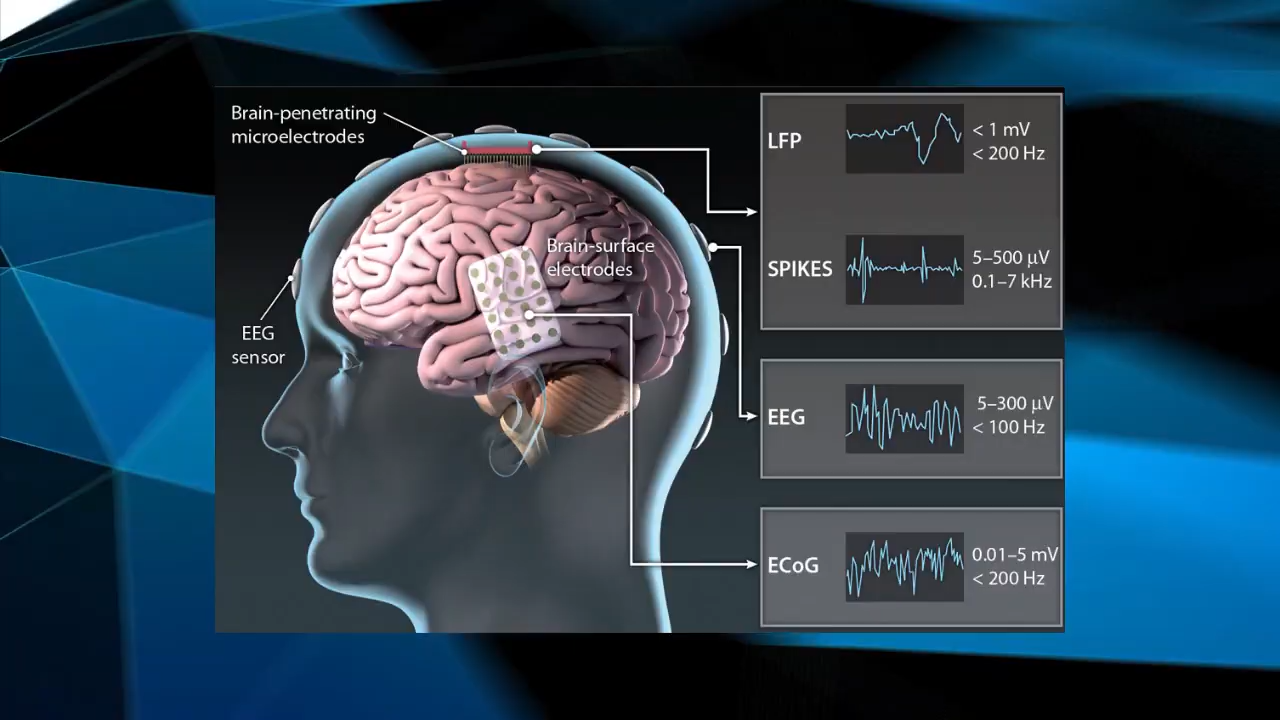 Brain-penetrating
microelectrodes
Brain-surface
electrodes
EEG
sensor
LFP
< 1 mV
< 200 Hz
SPIKES
5–500 μV
0.1–7 kHz
EEG
5–300 μV
< 100 Hz
ECoG
0.01–5 mV
< 200 Hz